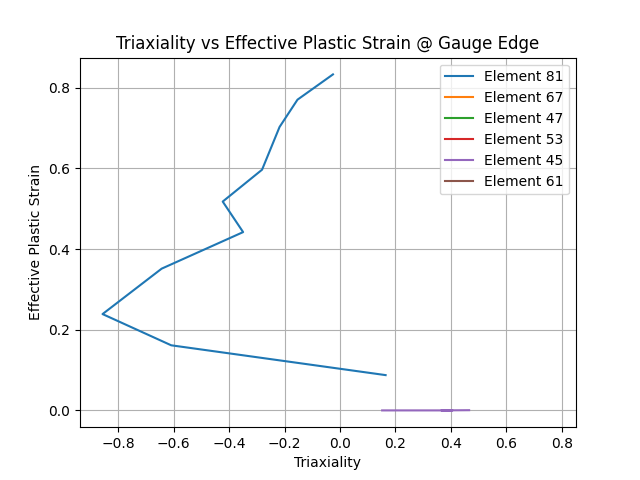 Triaxiality vs Effective Plastic Strain @ Gauge Edge
Effective Plastic Strain
0.8
0.6
0.4
0.2
0.0
Element 81
Element 67
Element 47
Element 53
Element 45
Element 61
−0.8 −0.6 −0.4 −0.2 0.0 0.2 0.4 0.6 0.8
Triaxiality